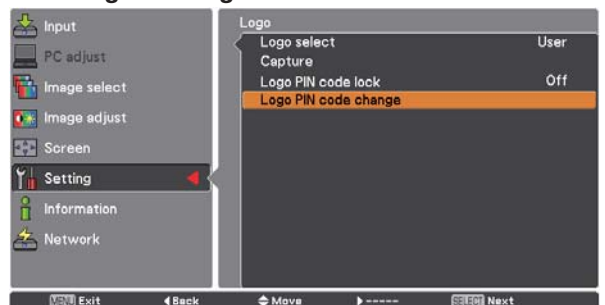 Input
PC adjust
Image select
Image adjust
Screen
Setting
Information
Network
Logo
Logo select User
Capture
Logo PIN code lock Off
Logo PIN code change
MENU Exit Back Move ----- SELECT Next